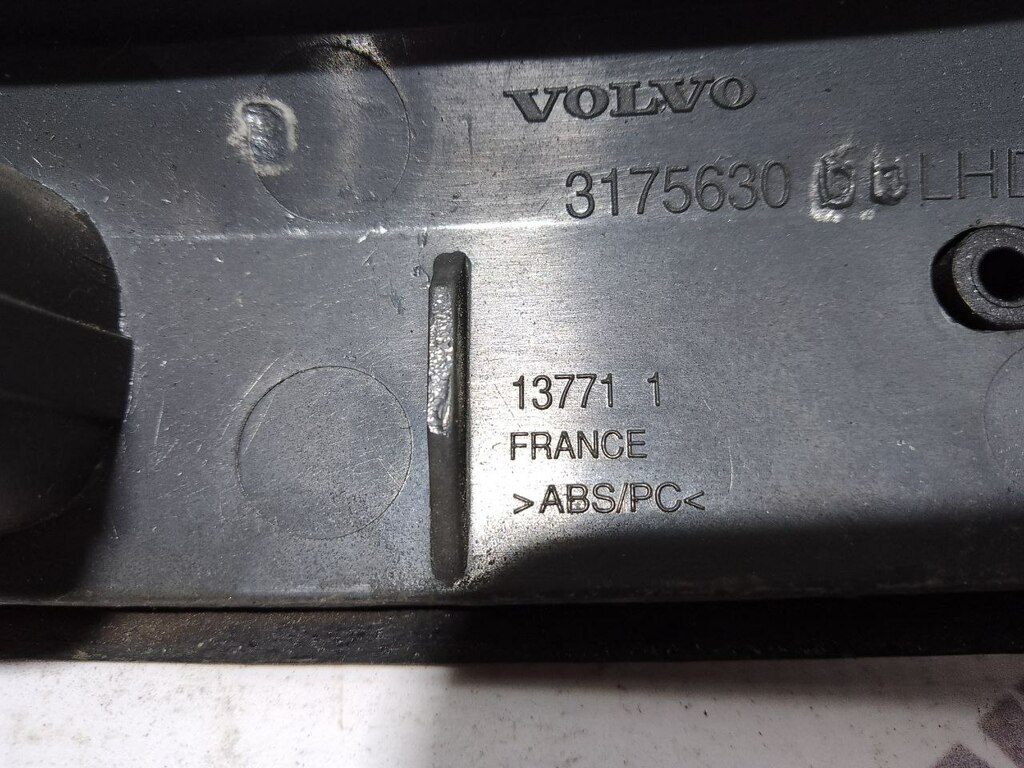 VOLVO
3175630 LHD
13771 1
FRANCE
>ABS/PC<